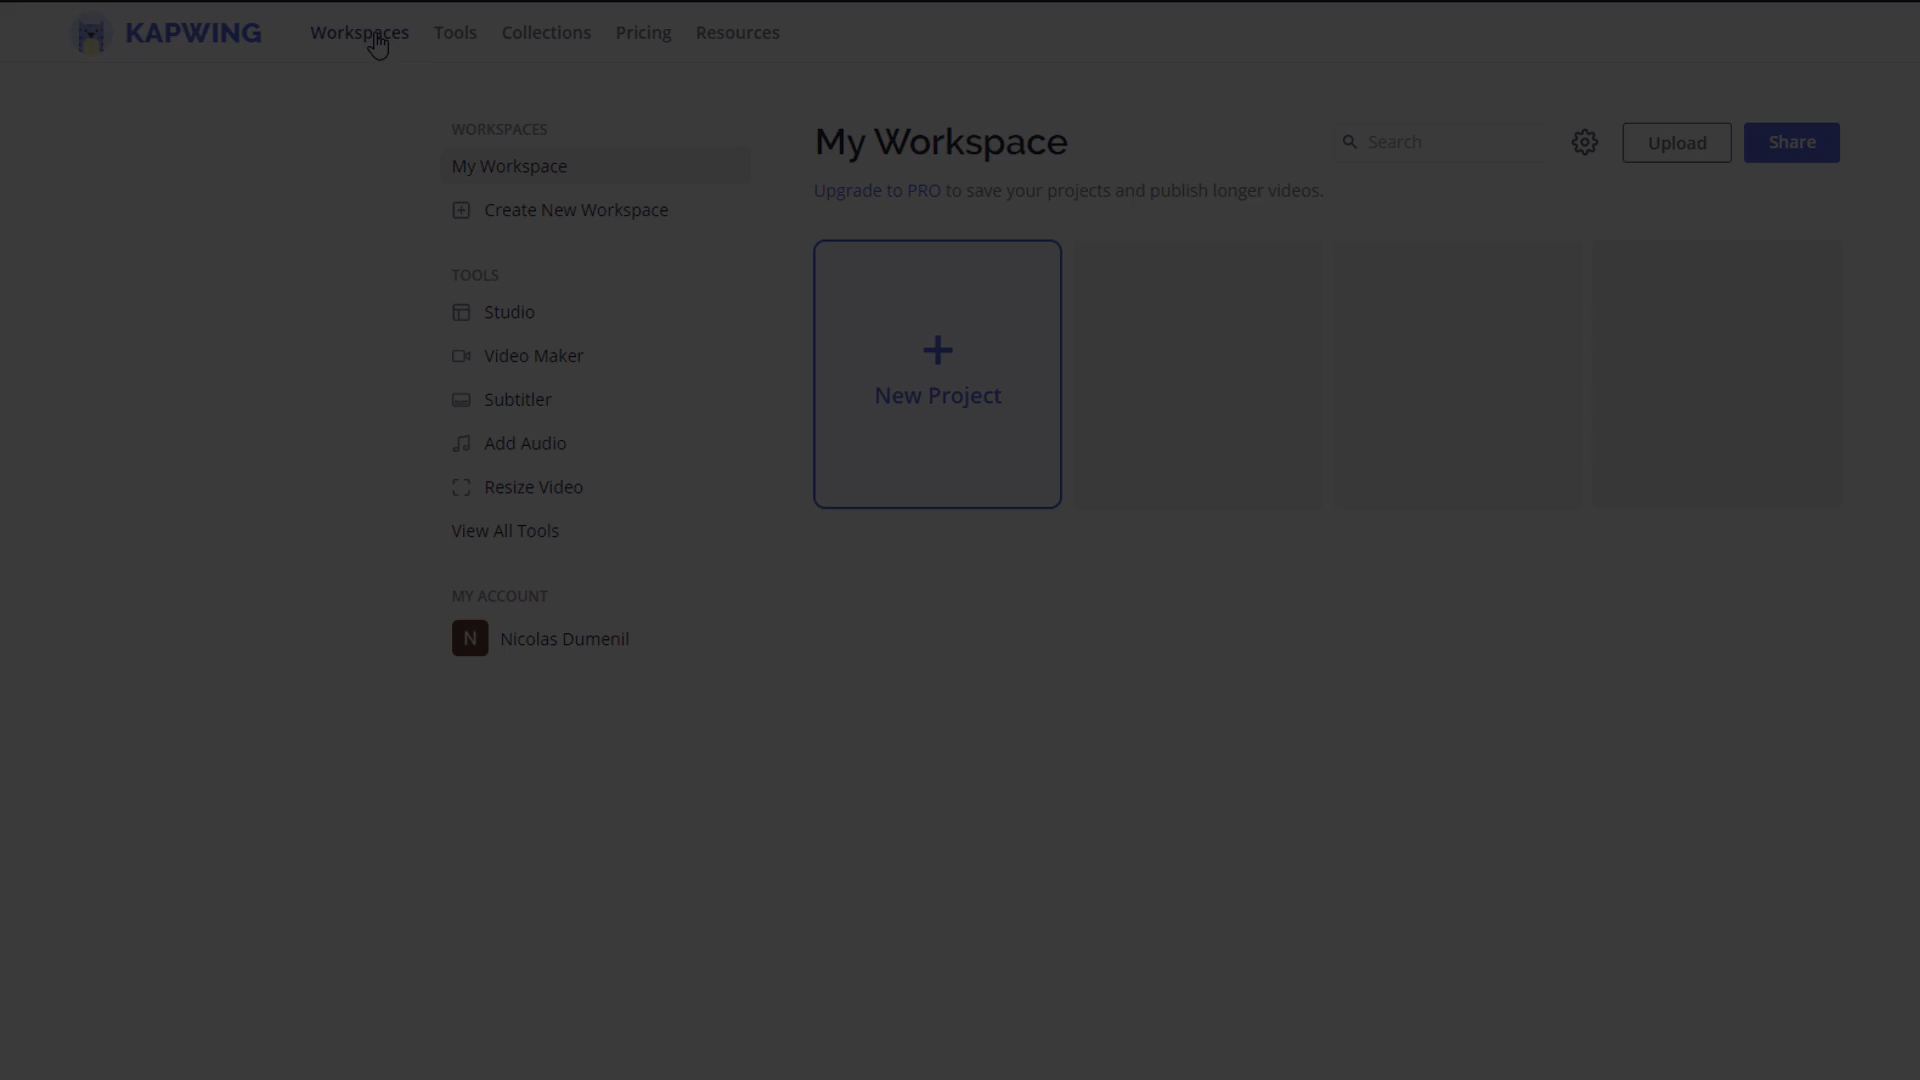 KAPWING
Workspaces Tools Collections Pricing Resources
WORKSPACES
My Workspace
Create New Workspace
TOOLS
Studio
Video Maker
Subtitler
Add Audio
Resize Video
View All Tools
MY ACCOUNT
N Nicolas Dumenil
My Workspace
Search
Upload
Share
Upgrade to PRO to save your projects and publish longer videos.
+
New Project